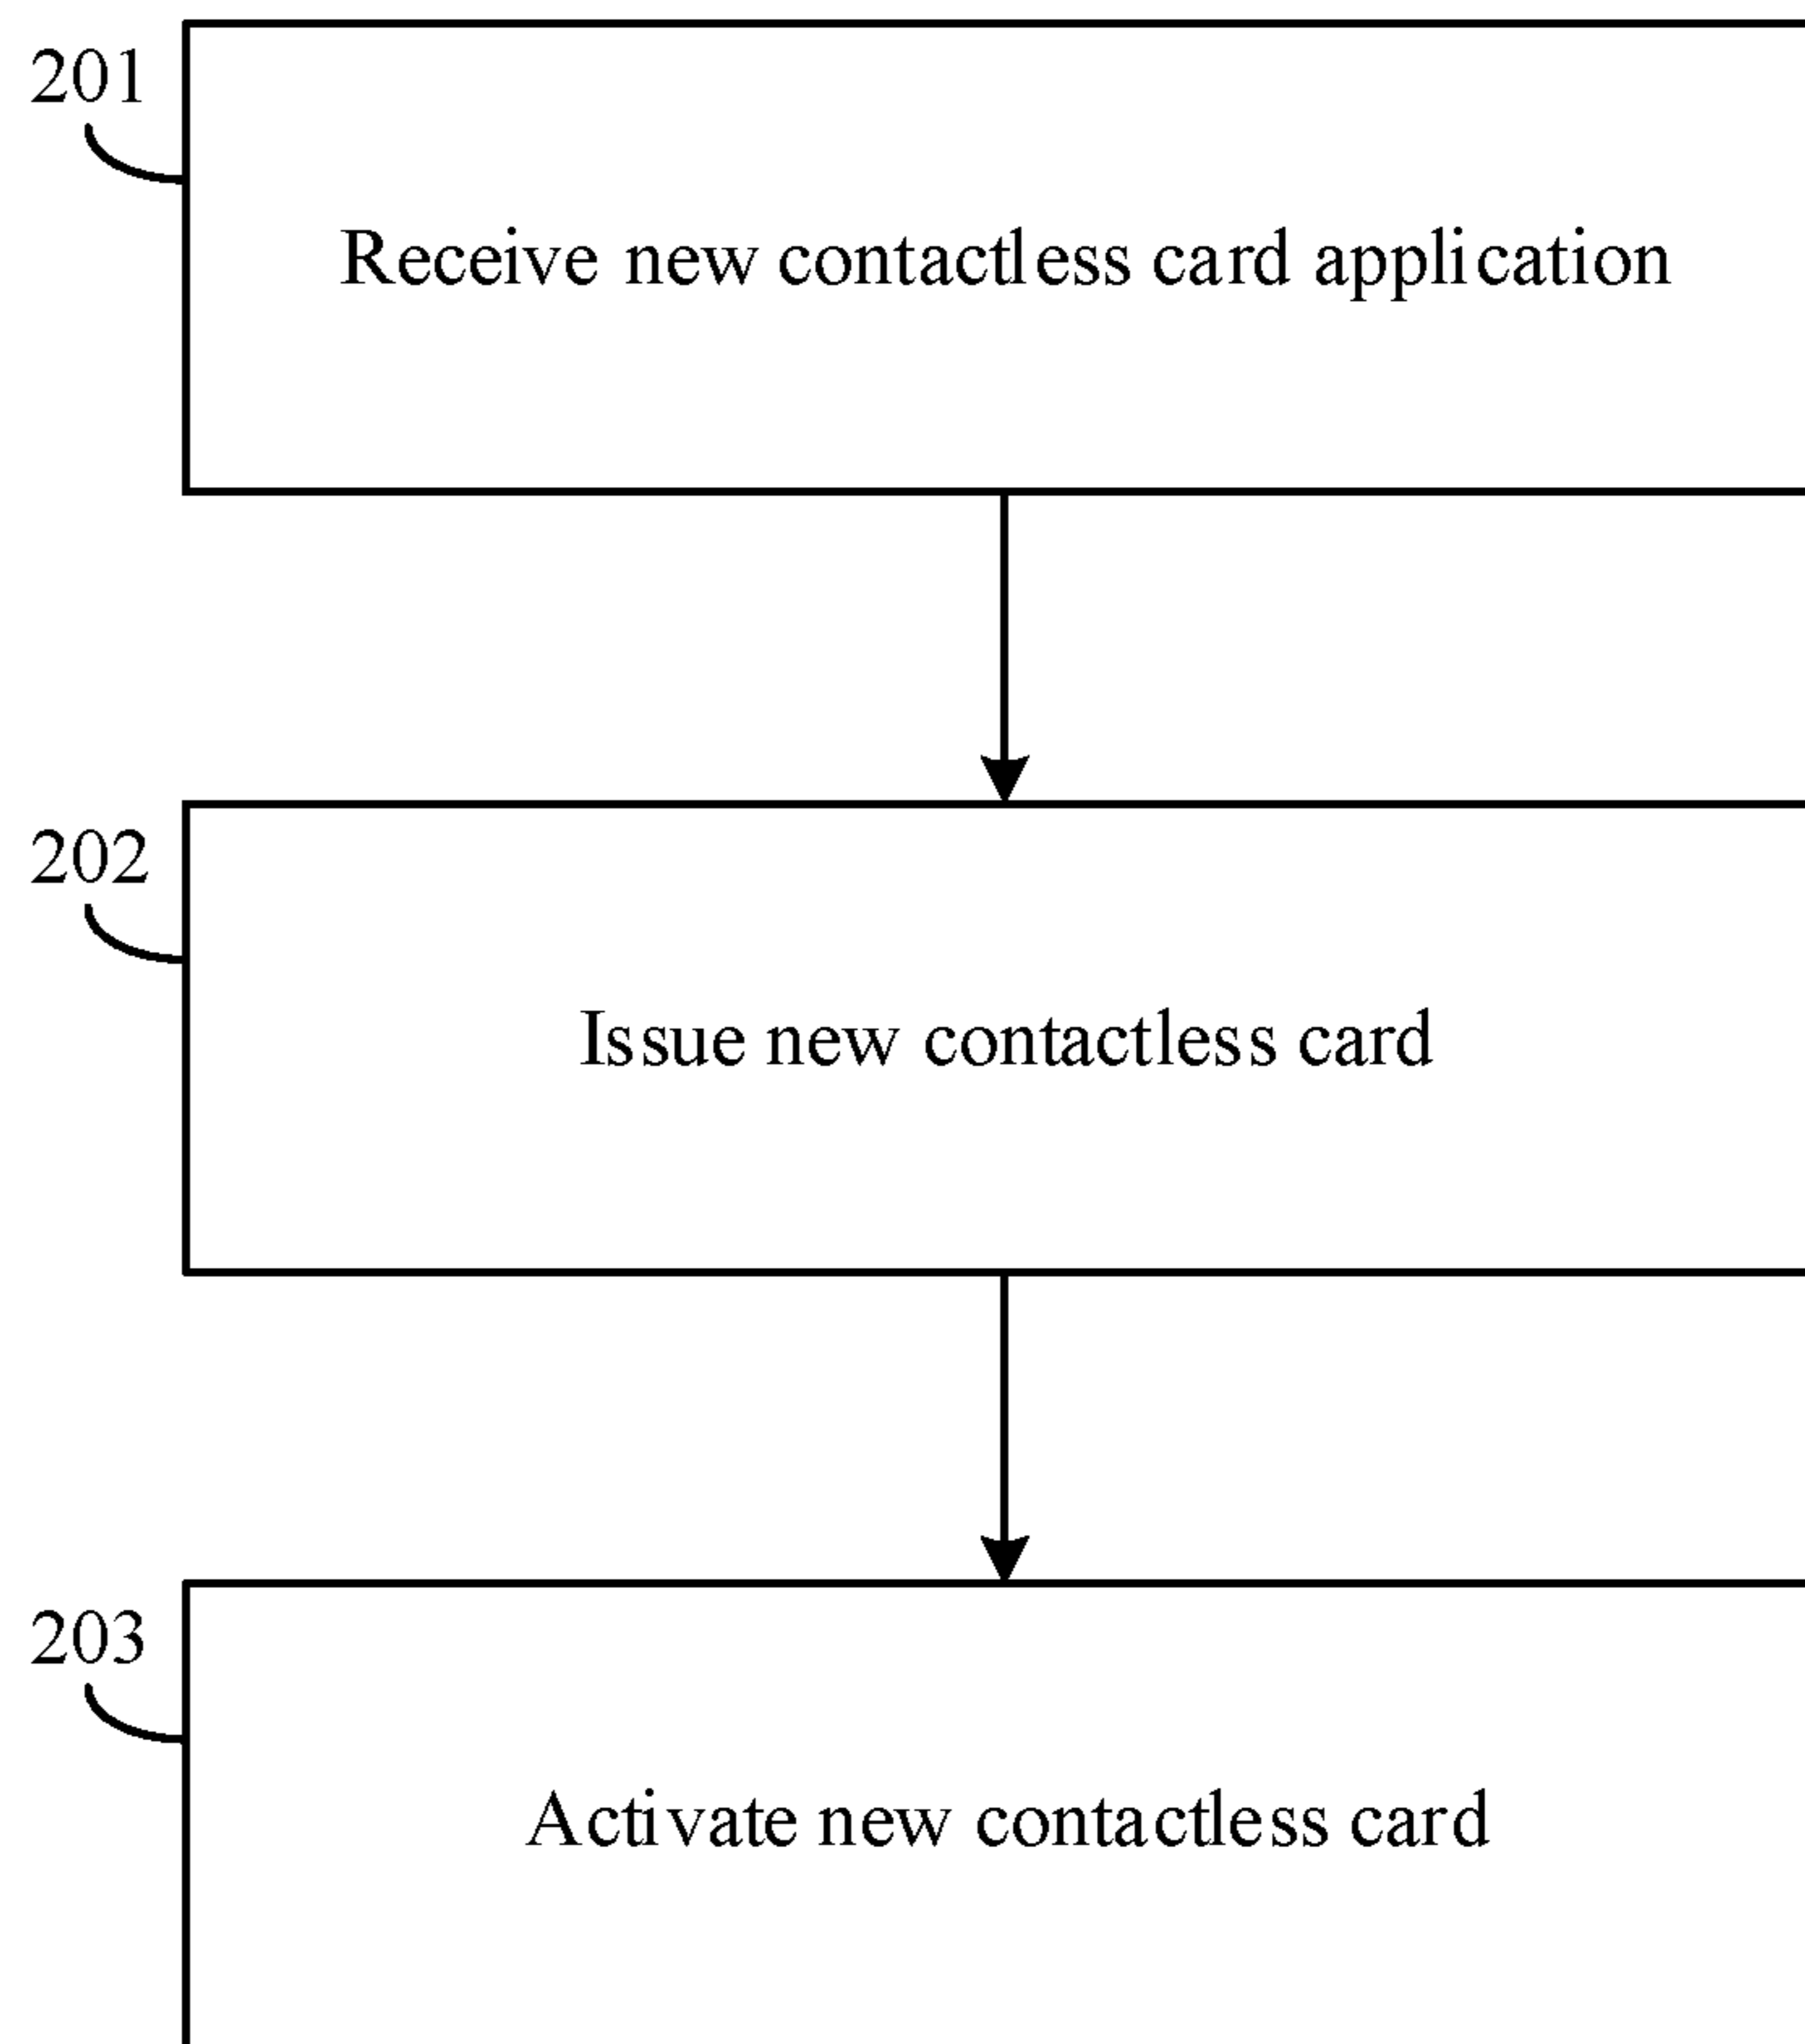 201
Receive new contactless card application
202
Issue new contactless card
203
Activate new contactless card